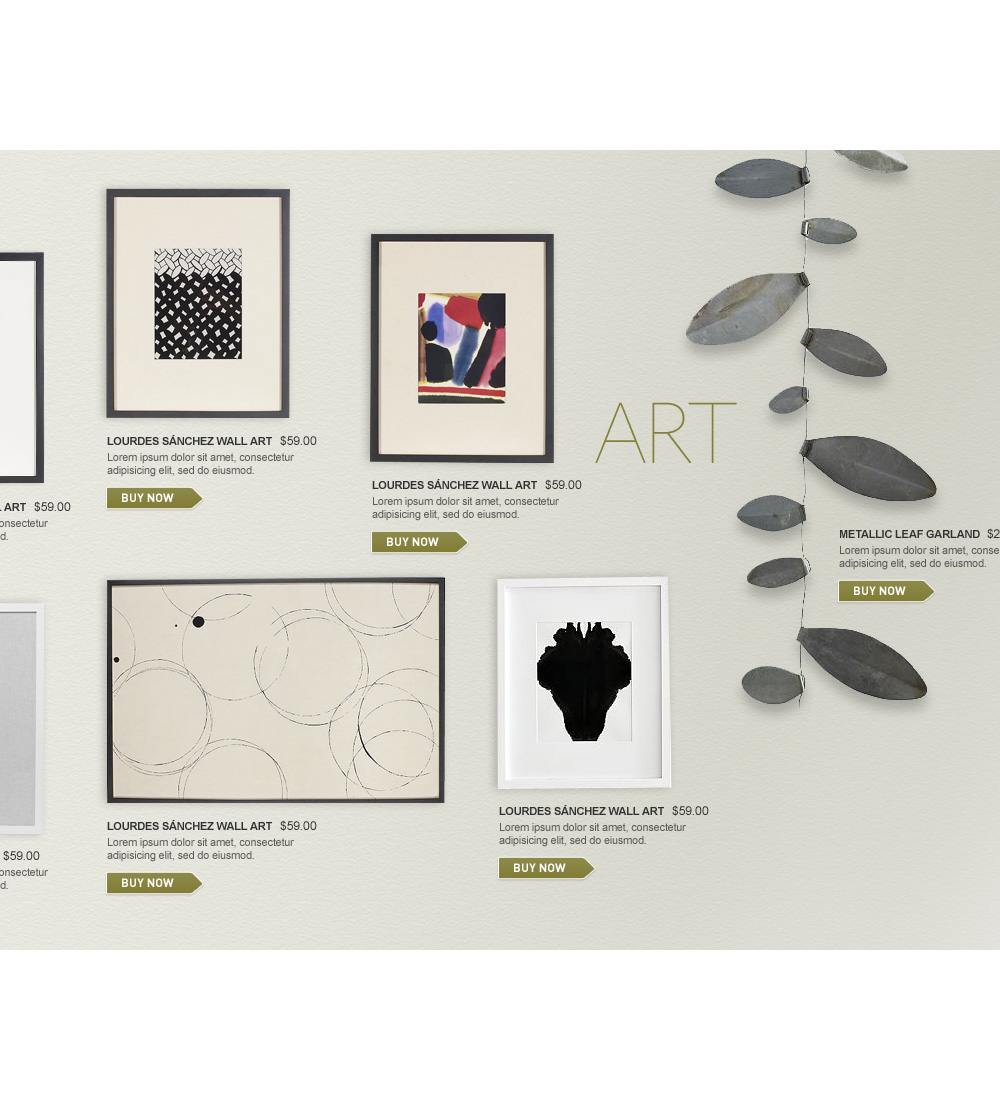 LOURDES SÁNCHEZ WALL ART $59.00
Lorem ipsum dolor sit amet, consectetur
adipisicing elit, sed do eiusmod.
BUY NOW
LOURDES SÁNCHEZ WALL ART $59.00
Lorem ipsum dolor sit amet, consectetur
adipisicing elit, sed do eiusmod.
BUY NOW
ART
ART $59.00
METALLIC LEAF GARLAND
Lorem ipsum dolor sit amet,
adipisicing elit, sed do eiusmod.
BUY NOW
LOURDES SÁNCHEZ WALL ART $59.00
Lorem ipsum dolor sit amet, consectetur
adipisicing elit, sed do eiusmod.
BUY NOW
LOURDES SÁNCHEZ WALL ART $59.00
Lorem ipsum dolor sit amet, consectetur
adipisicing elit, sed do eiusmod.
BUY NOW
$59.00